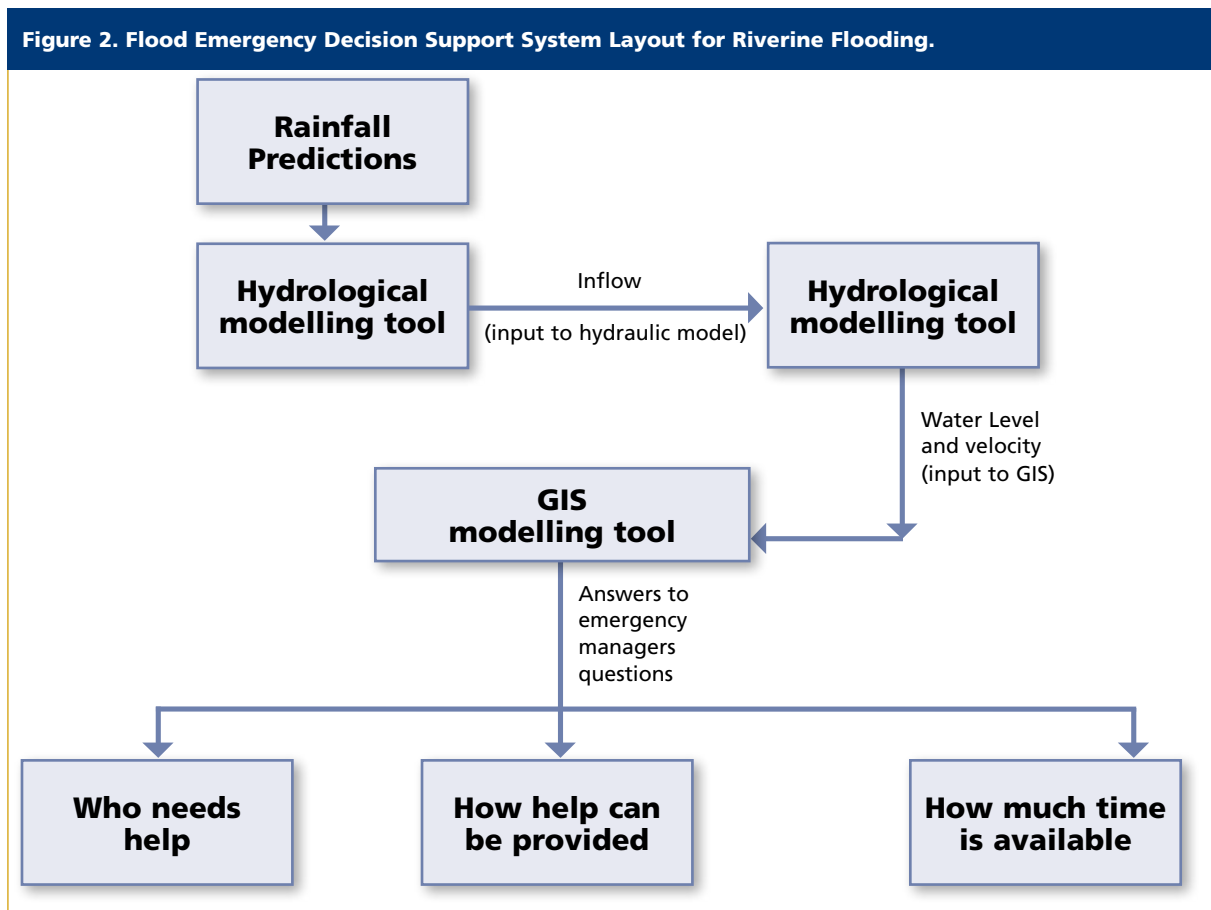 Figure 2. Flood Emergency Decision Support System Layout for Riverine Flooding.
Rainfall
Predictions
Hydrological
modelling tool
Inflow
(input to hydraulic model)
Hydrological
modelling tool
Water Level
and velocity
(input to GIS)
GIS
modelling tool
Answers to
emergency
managers
questions
Who needs
help
How help can
be provided
How much time
is available